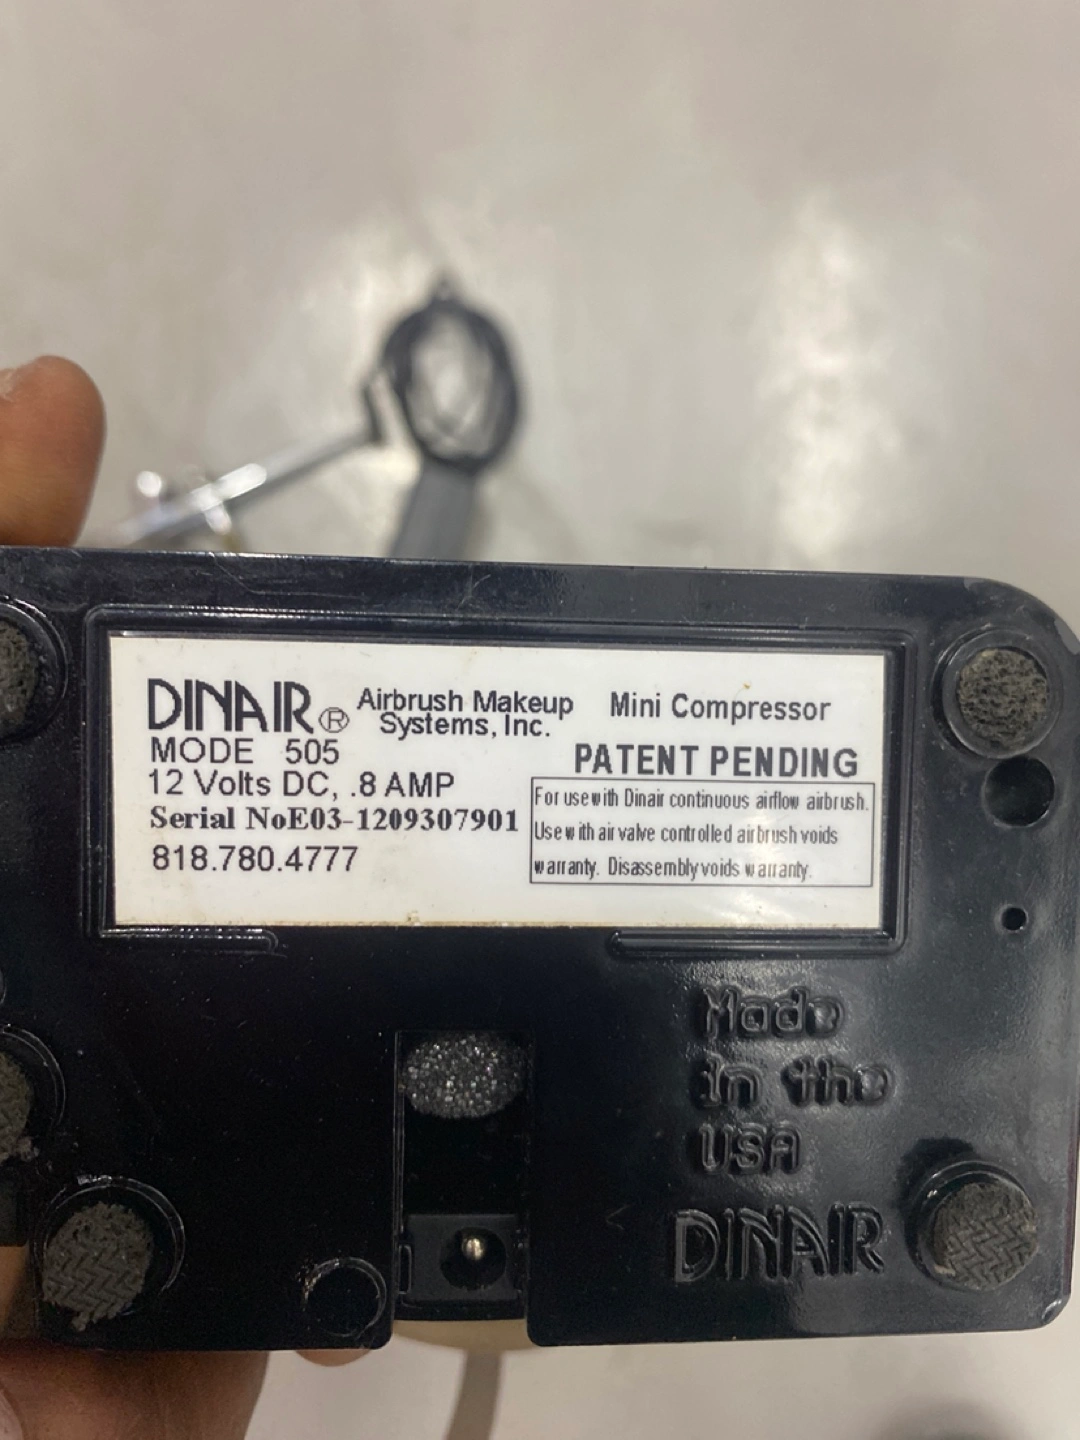 DINAIR® Airbrush Makeup Systems, Inc.
MODE 505
12 Volts DC, .8 AMP
Serial NoE03-1209307901
818.780.4777
Mini Compressor
PATENT PENDING
For use with Dinair continuous airflow airbrush.
Use with air valve controlled airbrush voids
warranty. Disassembly voids warranty.
Made
in the
USA
DINAIR